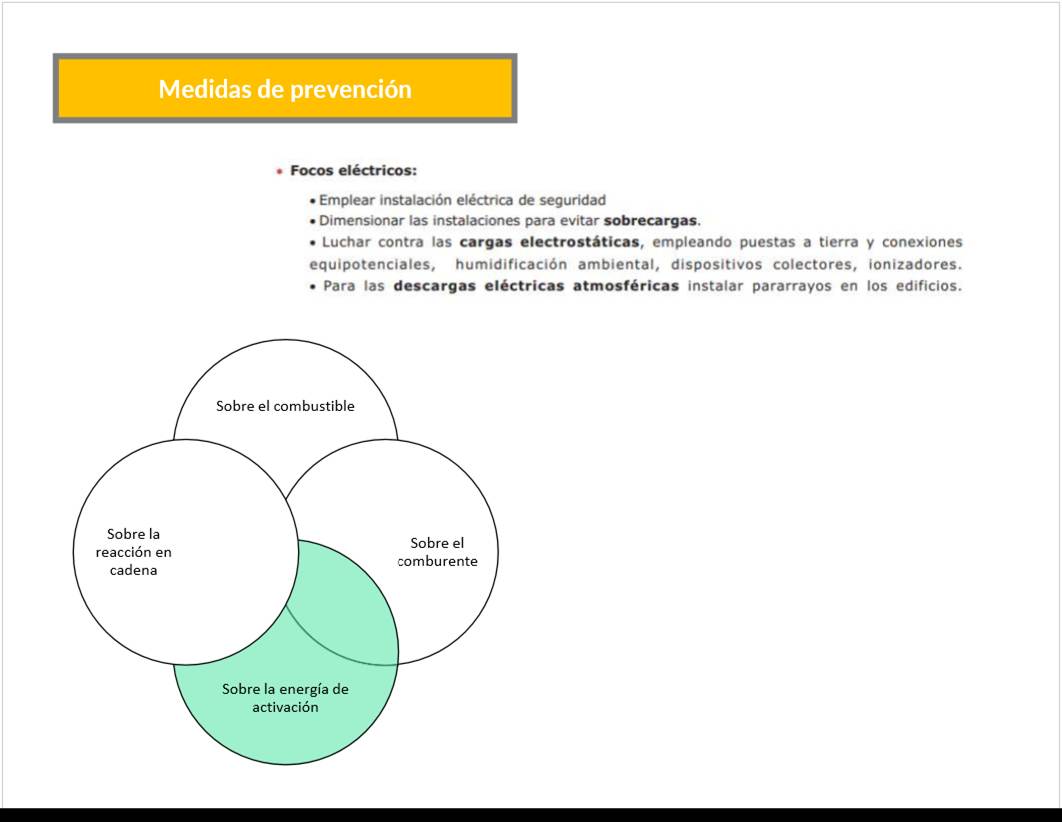 Medidas de prevención
• Focos eléctricos:
• Emplear instalación eléctrica de seguridad
• Dimensionar las instalaciones para evitar sobrecargas.
• Luchar contra las cargas electrostáticas, empleando puestas a tierra y conexiones
equipotenciales, humidificación ambiental, dispositivos colectores, ionizadores.
• Para las descargas eléctricas atmosféricas instalar pararrayos en los edificios.
Sobre el combustible
Sobre la
reacción en
cadena
Sobre el
comburente
Sobre la energía de
activación